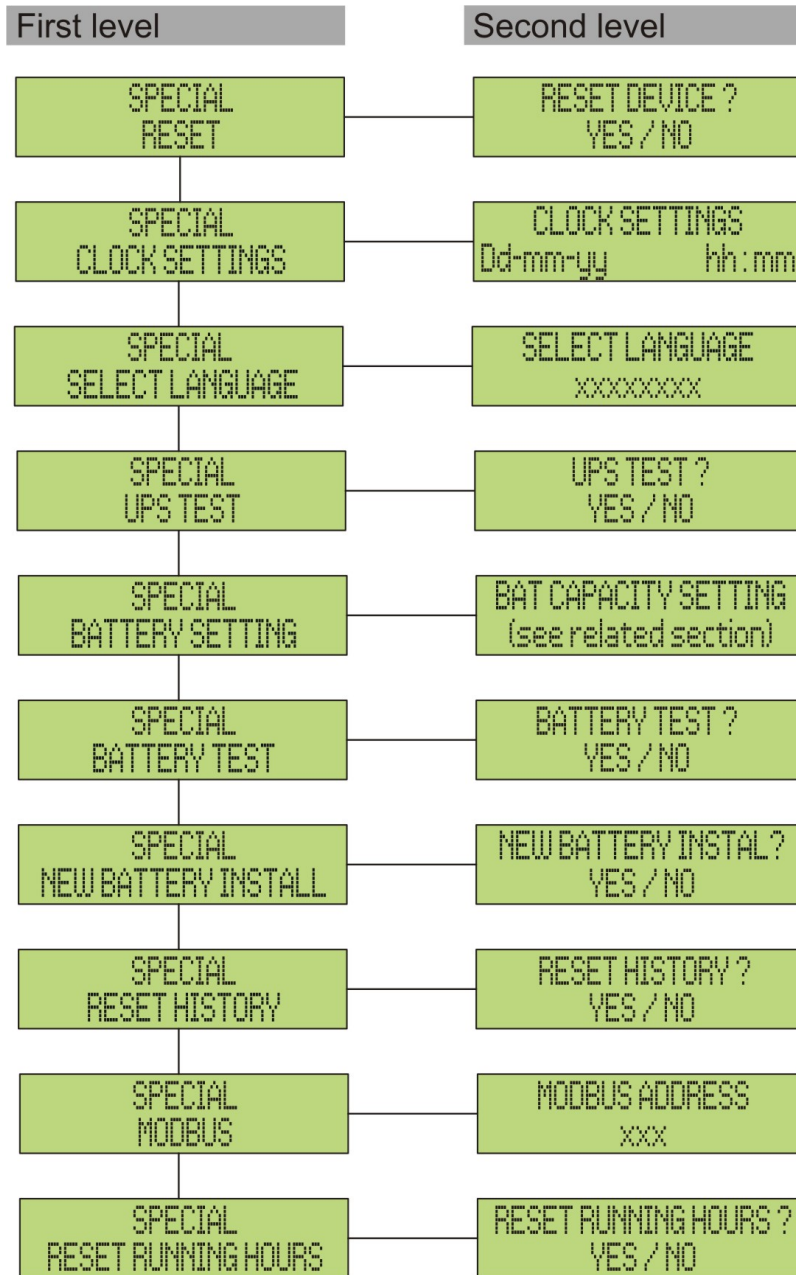 First level
Second level
SPECIAL
RESET
RESET DEVICE ?
YES / NO
SPECIAL
CLOCK SETTINGS
CLOCK SETTINGS
Dd-mm-yy hh:mm
SPECIAL
SELECT LANGUAGE
SELECT LANGUAGE
xxxxxxxx
SPECIAL
UPS TEST
UPS TEST ?
YES / NO
SPECIAL
BATTERY SETTING
BAT CAPACITY SETTING
(see related section)
SPECIAL
BATTERY TEST
BATTERY TEST ?
YES / NO
SPECIAL
NEW BATTERY INSTALL
NEW BATTERY INSTAL?
YES / NO
SPECIAL
RESET HISTORY
RESET HISTORY ?
YES / NO
SPECIAL
MODBUS
MODBUS ADDRESS
xxx
SPECIAL
RESET RUNNING HOURS
RESET RUNNING HOURS ?
YES / NO